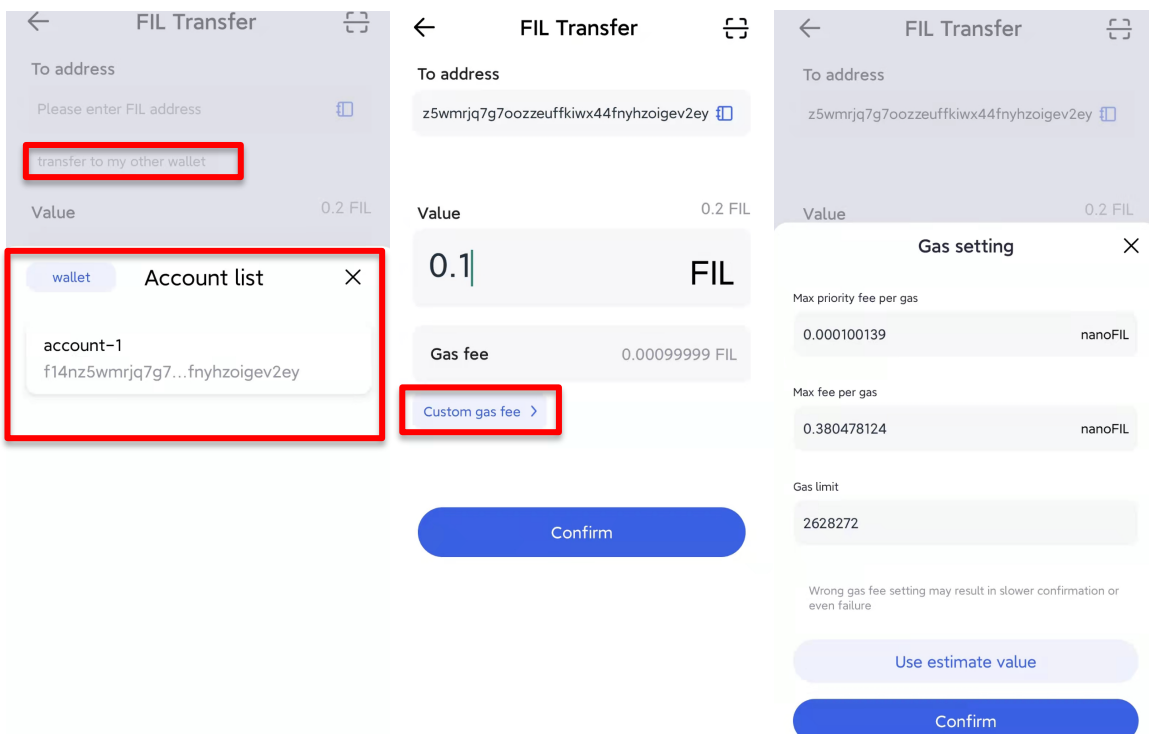 FIL Transfer
To address
Please enter FIL address
transfer to my other wallet
Value
0.2 FIL
wallet
Account list
account-1
f14nz5wmrjq7g7...fnyhzoigev2ey
FIL Transfer
To address
z5wmrjq7g7oozzeuffkiwx44fnyhzoigev2ey
Value
0.2 FIL
0.1
FIL
Gas fee
0.00099999 FIL
Custom gas fee >
Confirm
FIL Transfer
To address
z5wmrjq7g7oozzeuffkiwx44fnyhzoigev2ey
Value
0.2 FIL
Gas setting
Max priority fee per gas
0.000100139
nanoFIL
Max fee per gas
0.380478124
nanoFIL
Gas limit
2628272
Wrong gas fee setting may result in slower confirmation or
even failure
Use estimate value
Confirm